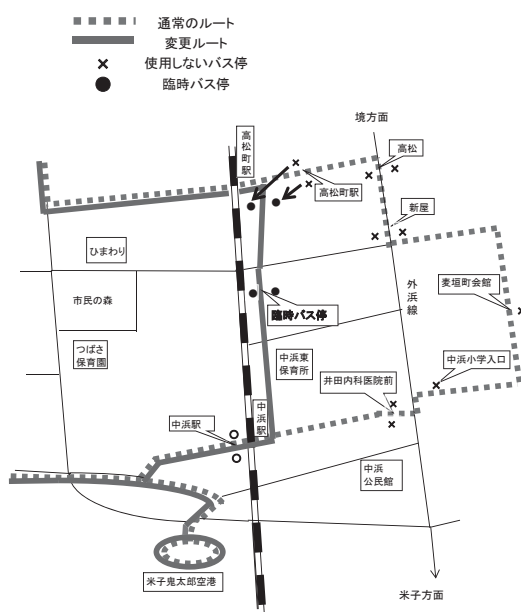 通常のルート
変更ルート
使用しないバス停
臨時バス停
境方面
高松町駅
高松
高松町駅
新屋
ひまわり
外浜線
麦垣町会館
市民の森
臨時バス停
つばさ
保育園
中浜東
保育所
中浜小学入口
井田内科医院前
中浜駅
中浜駅
中浜
公民館
米子鬼太郎空港
米子方面